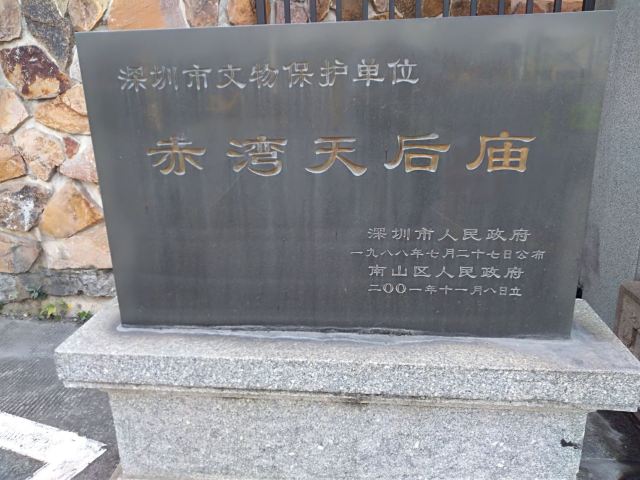 深圳市文物保护单位
赤湾天后庙
深圳市人民政府
一九八八年七月二十七日公布
南山区人民政府
二〇〇一年十一月八日立